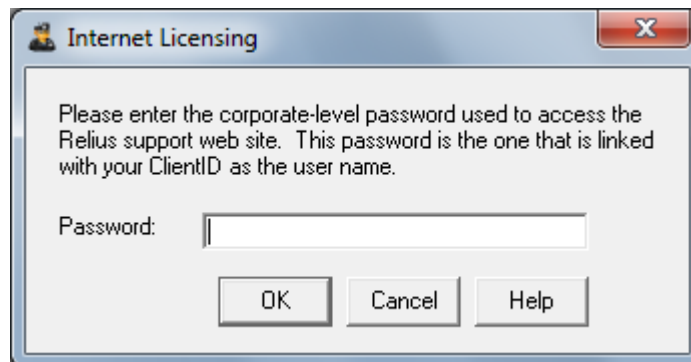 Internet Licensing
Please enter the corporate-level password used to access the
Relius support web site.  This password is the one that is linked
with your ClientID as the user name.
Password:
OK Cancel Help